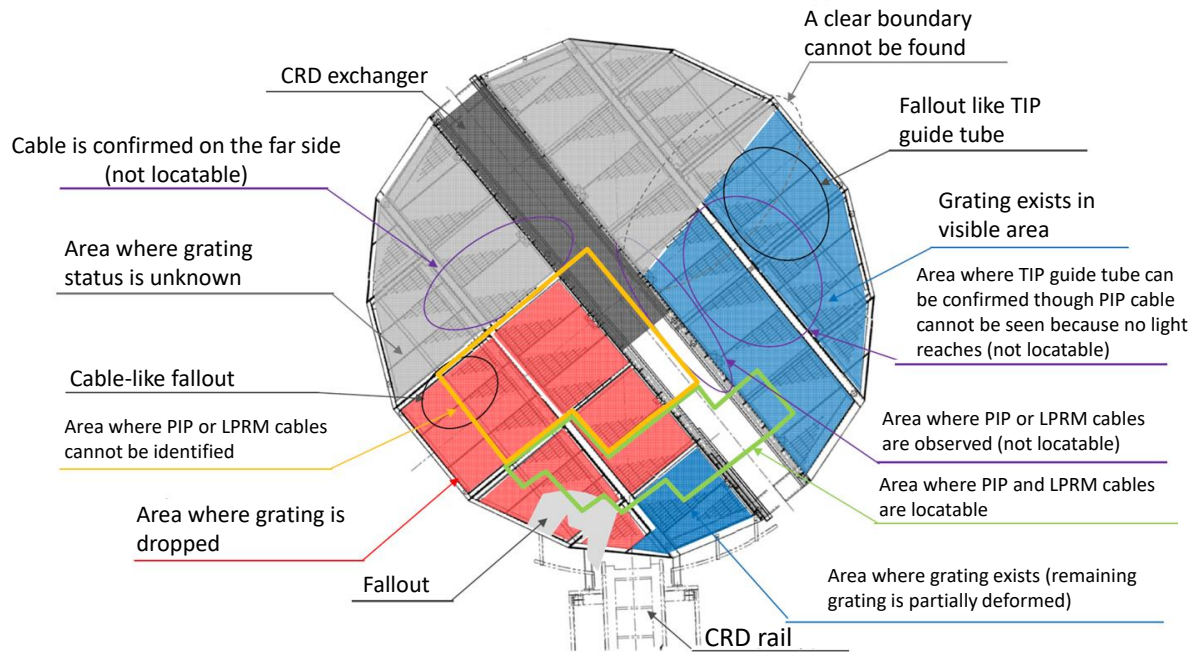 A clear boundary
cannot be found
CRD exchanger
Fallout like TIP
guide tube
Cable is confirmed on the far side
(not locatable)
Grating exists in
visible area
Area where grating
status is unknown
Area where TIP guide tube can
be confirmed though PIP cable
cannot be seen because no light
reaches (not locatable)
Cable-like fallout
Area where PIP or LPRM cables
cannot be identified
Area where PIP or LPRM cables
are observed (not locatable)
Area where PIP and LPRM cables
are locatable
Area where grating is
dropped
Fallout
Area where grating exists (remaining
grating is partially deformed)
CRD rail